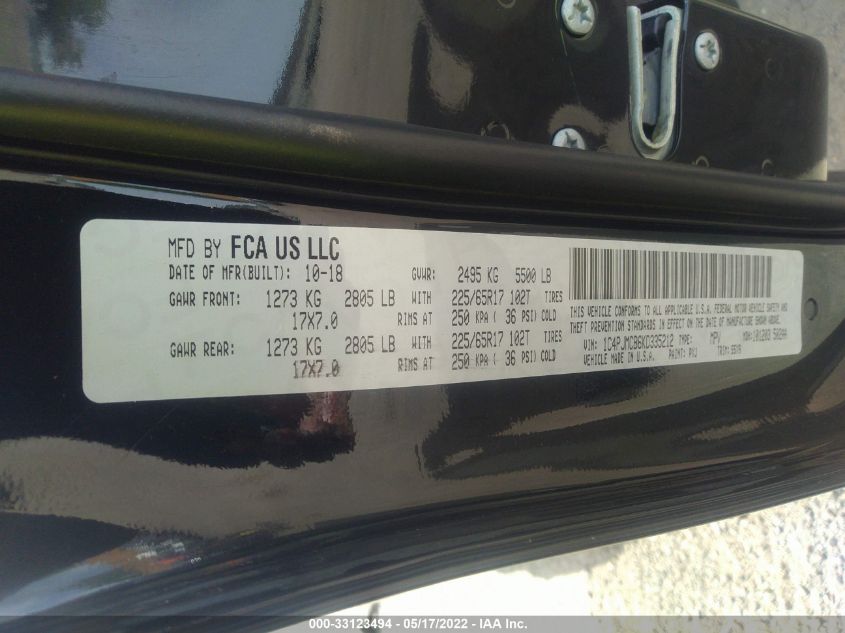 MFD BY FCA US LLC
DATE OF MFR(BUILT): 10-18 GVWR: 2495 KG 5500 LB
GAWR FRONT: 1273 KG 2805 LB WITH 225/65R17 102T TIRES
17X7.0 RIMS AT 250 KPA ( 36 PSI) COLD
GAWR REAR: 1273 KG 2805 LB WITH 225/65R17 102T TIRES
17X7.0 RIMS AT 250 KPA ( 36 PSI) COLD
THIS VEHICLE CONFORMS TO ALL APPLICABLE U.S.A. FEDERAL MOTOR VEHICLE SAFETY AND
THEFT PREVENTION STANDARDS IN EFFECT ON THE DATE OF MANUFACTURE SHOWN ABOVE.
VIN: 1C4PJMCB6KD335212 TYPE: MPV
VEHICLE MADE IN U.S.A. PAINT: PXJ
000-33123494 - 05/17/2022 - IAA Inc.